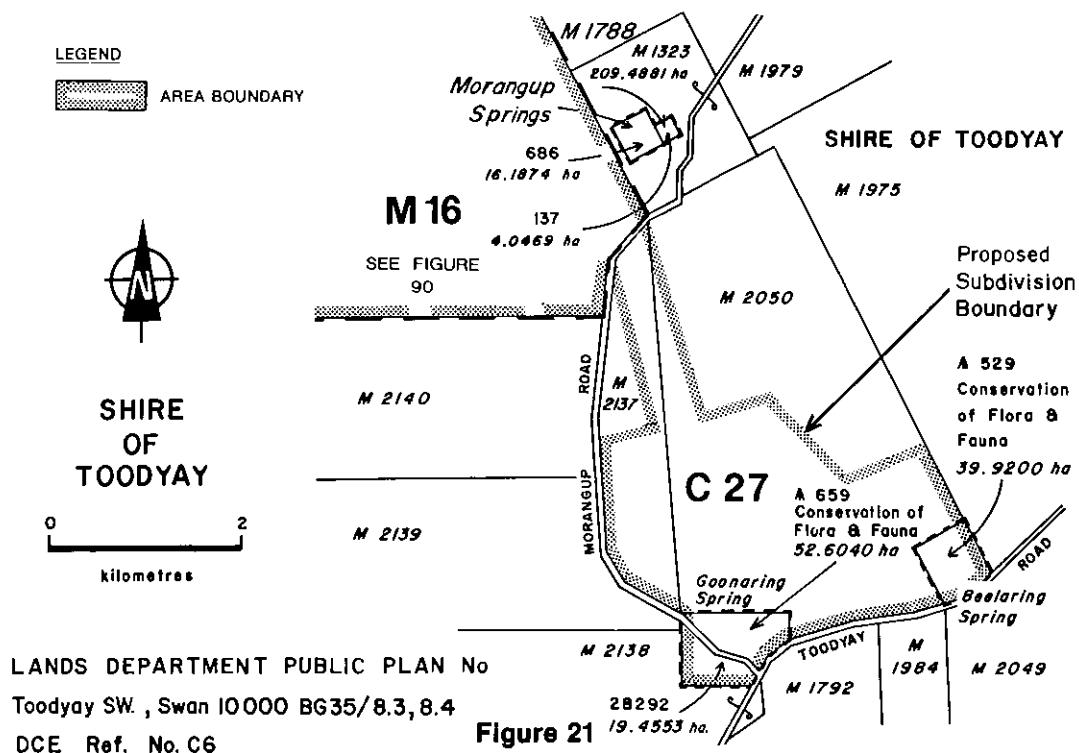 LEGEND
AREA BOUNDARY
M 1788
M 1323
209.4881 ha
M 1979
Morangup
Springs
686
16.1874 ha
137
4.0469 ha
SHIRE OF TOODYAY
M 1975
M 16
SEE FIGURE
90
N
M 2050
Proposed
Subdivision
Boundary
A 529
Conservation
of Flora &
Fauna
39.9200 ha
SHIRE
OF
TOODYAY
M 2140
ROAD
M
2137
0 2
kilometres
M 2139
MORANGUP
C 27
A 659
Conservation of
Flora & Fauna
52.6040 ha
Goonaring
Spring
ROAD
Beelaring
Spring
M 2138
TOODYAY
M
1984
M 2049
M 1792
28292
19.4553 ha.
LANDS DEPARTMENT PUBLIC PLAN No
Toodyay SW. , Swan 10000 BG35/8.3, 8.4
DCE Ref. No. C6
Figure 21